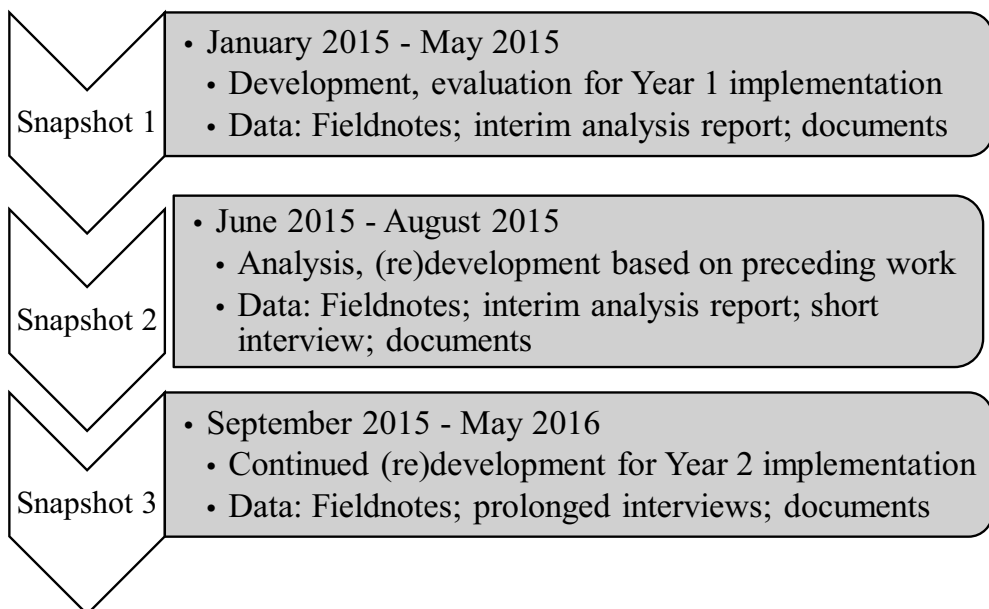 Snapshot 1
• January 2015 - May 2015
• Development, evaluation for Year 1 implementation
• Data: Fieldnotes; interim analysis report; documents
Snapshot 2
• June 2015 - August 2015
• Analysis, (re)development based on preceding work
• Data: Fieldnotes; interim analysis report; short
interview; documents
Snapshot 3
• September 2015 - May 2016
• Continued (re)development for Year 2 implementation
• Data: Fieldnotes; prolonged interviews; documents